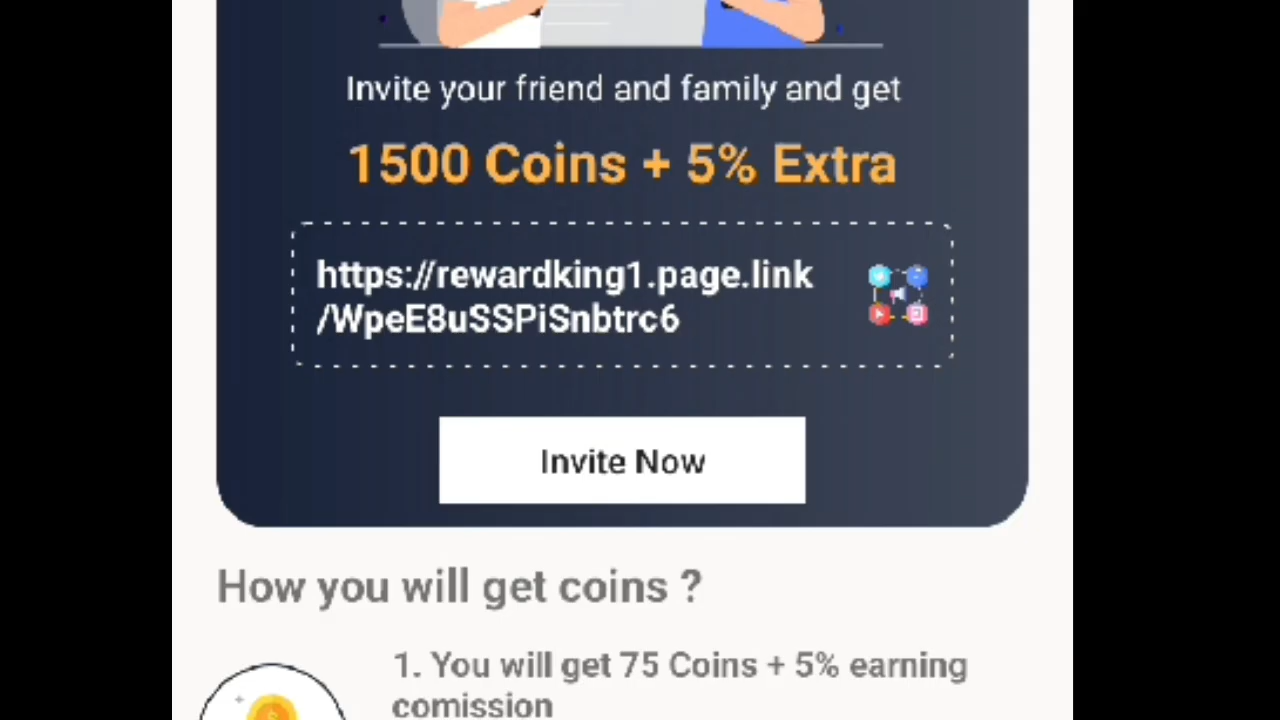 Invite your friend and family and get
1500 Coins + 5% Extra
https://rewardking1.page.link
/WpeE8uSSPiSnbtrc6
Invite Now
How you will get coins ?
1. You will get 75 Coins + 5% earning
comission